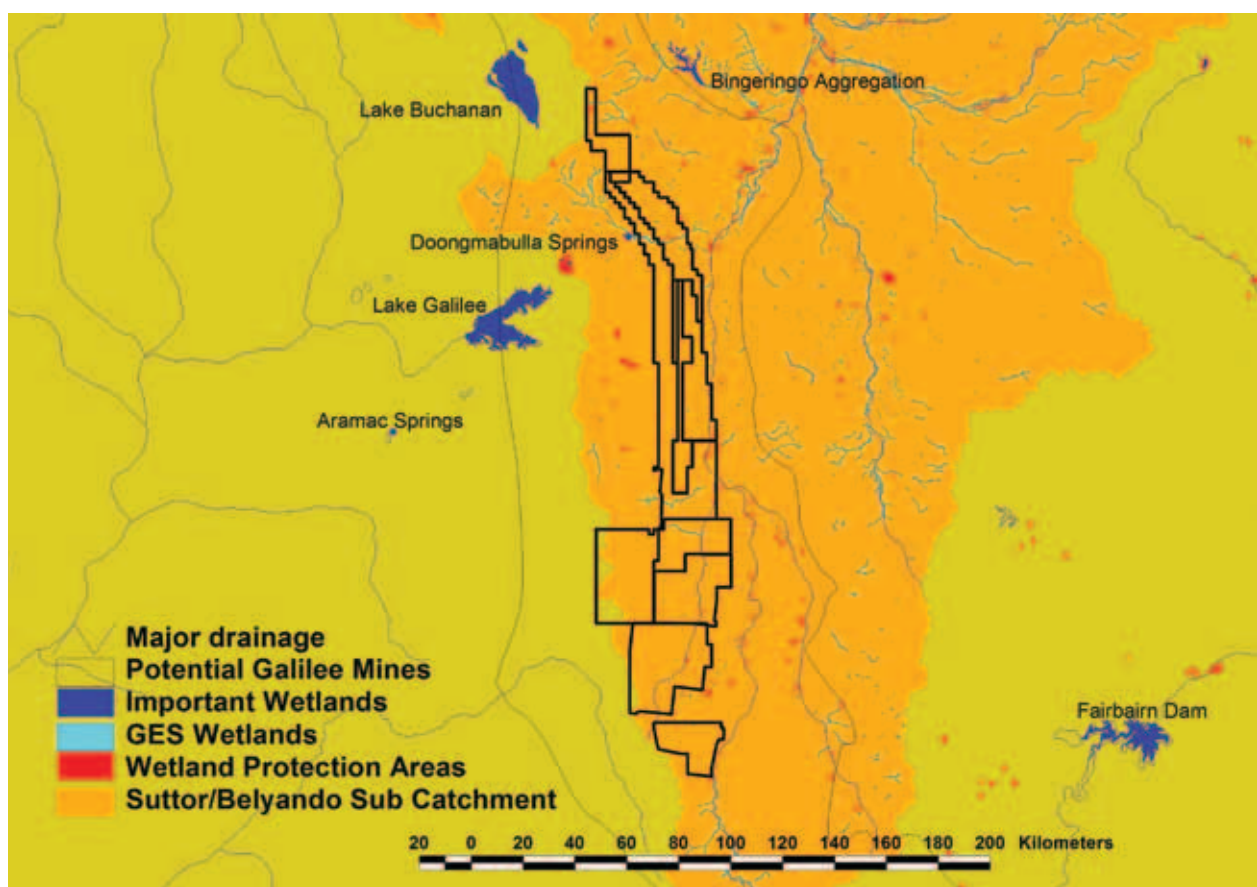 Lake Buchanan
Bingeringo Aggregation
Doongmabulla Springs
Lake Galilee
Aramac Springs
Fairbairn Dam
Major drainage
Potential Galilee Mines
Important Wetlands
GES Wetlands
Wetland Protection Areas
Suttor/Belyando Sub Catchment
20 0 20 40 60 80 100 120 140 160 180 200 Kilometers